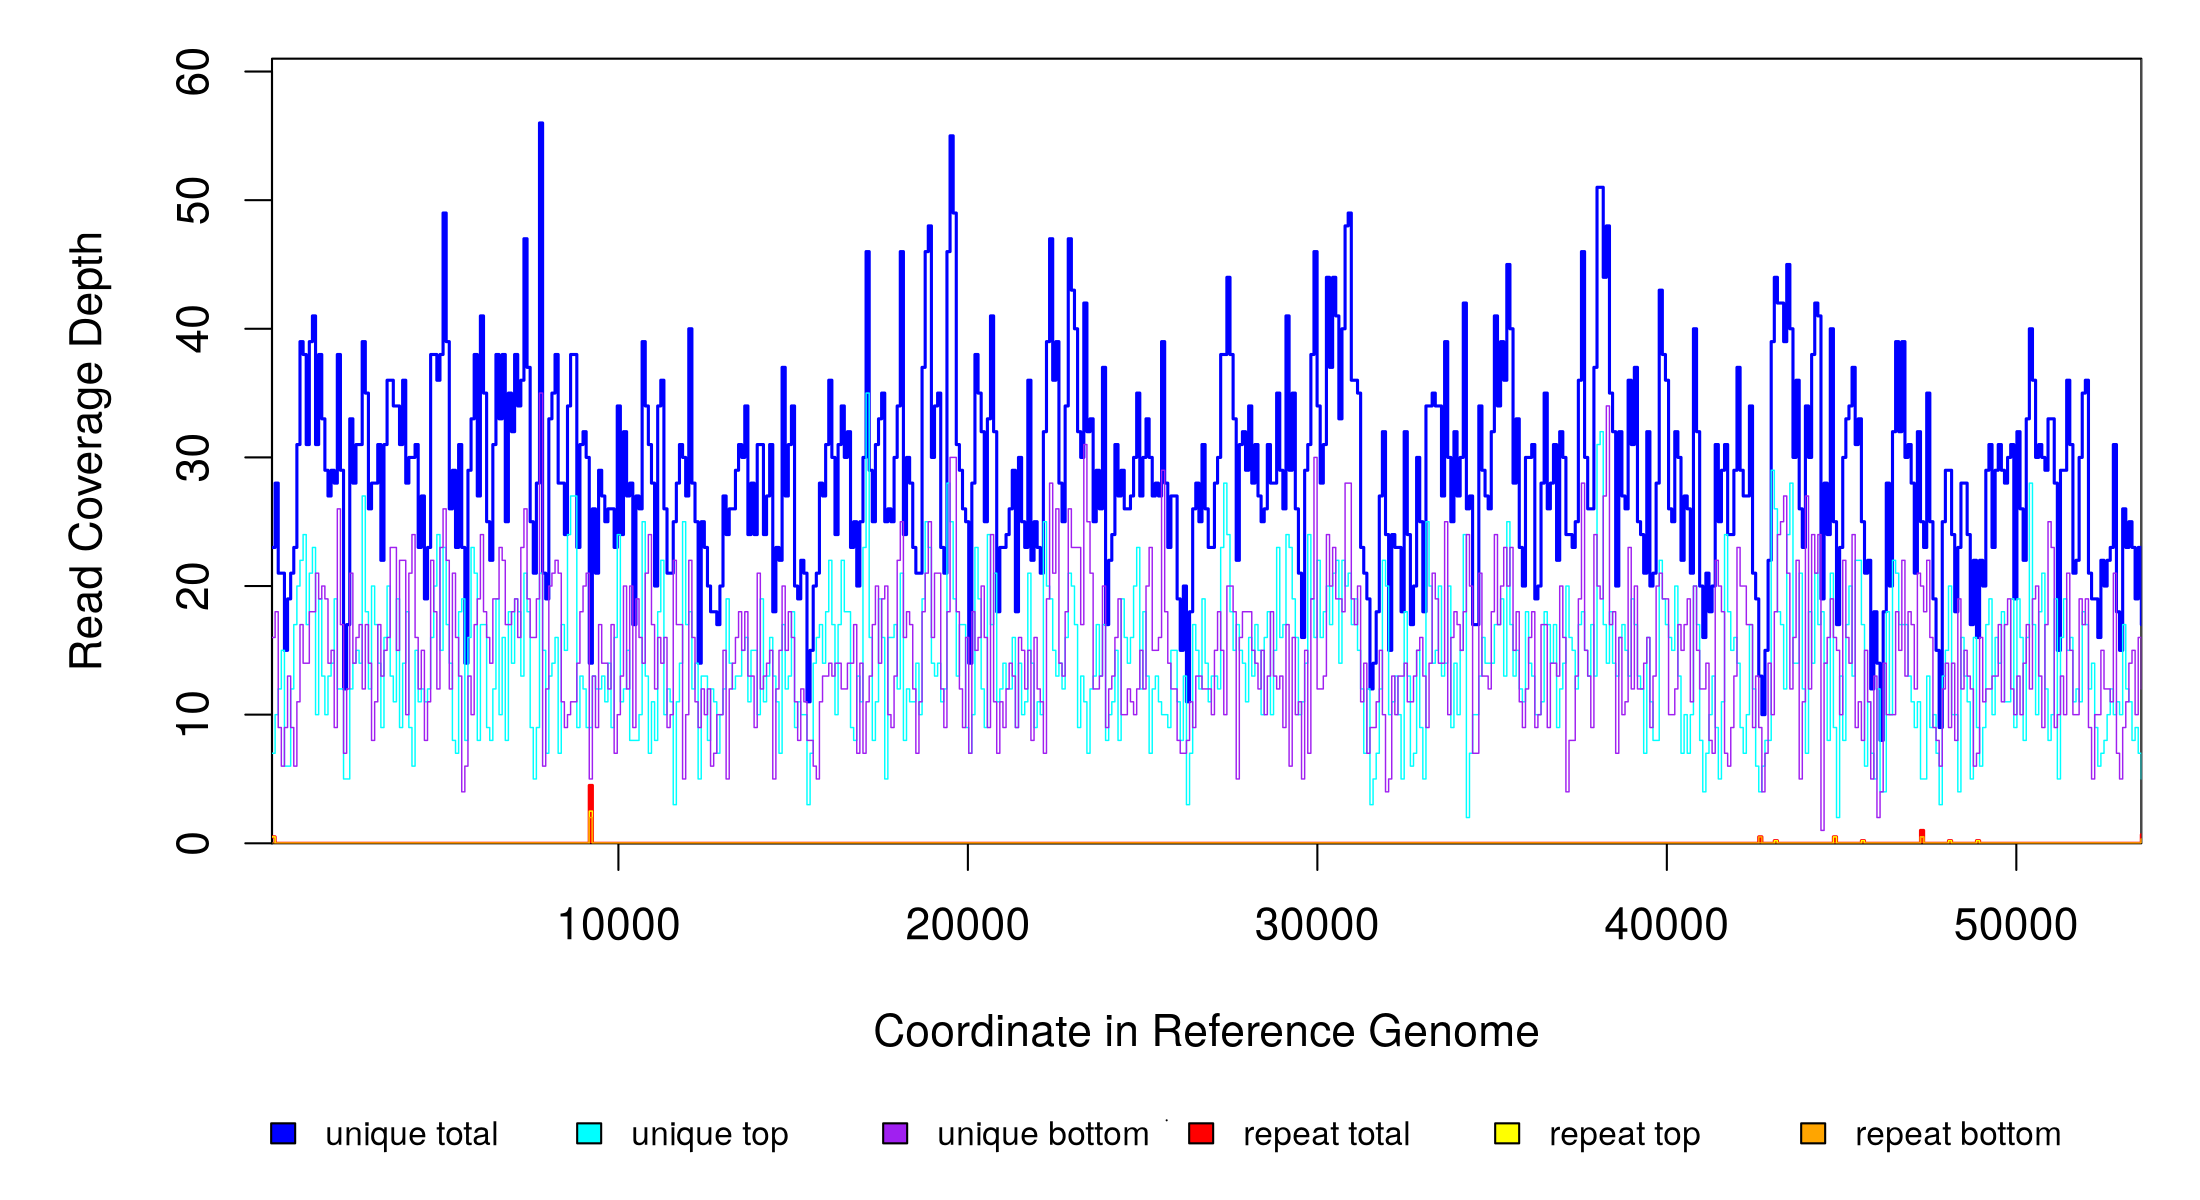 60
50
40
30
20
10
0
Read Coverage Depth
10000 20000 30000 40000 50000
Coordinate in Reference Genome
unique total unique top unique bottom repeat total repeat top repeat bottom